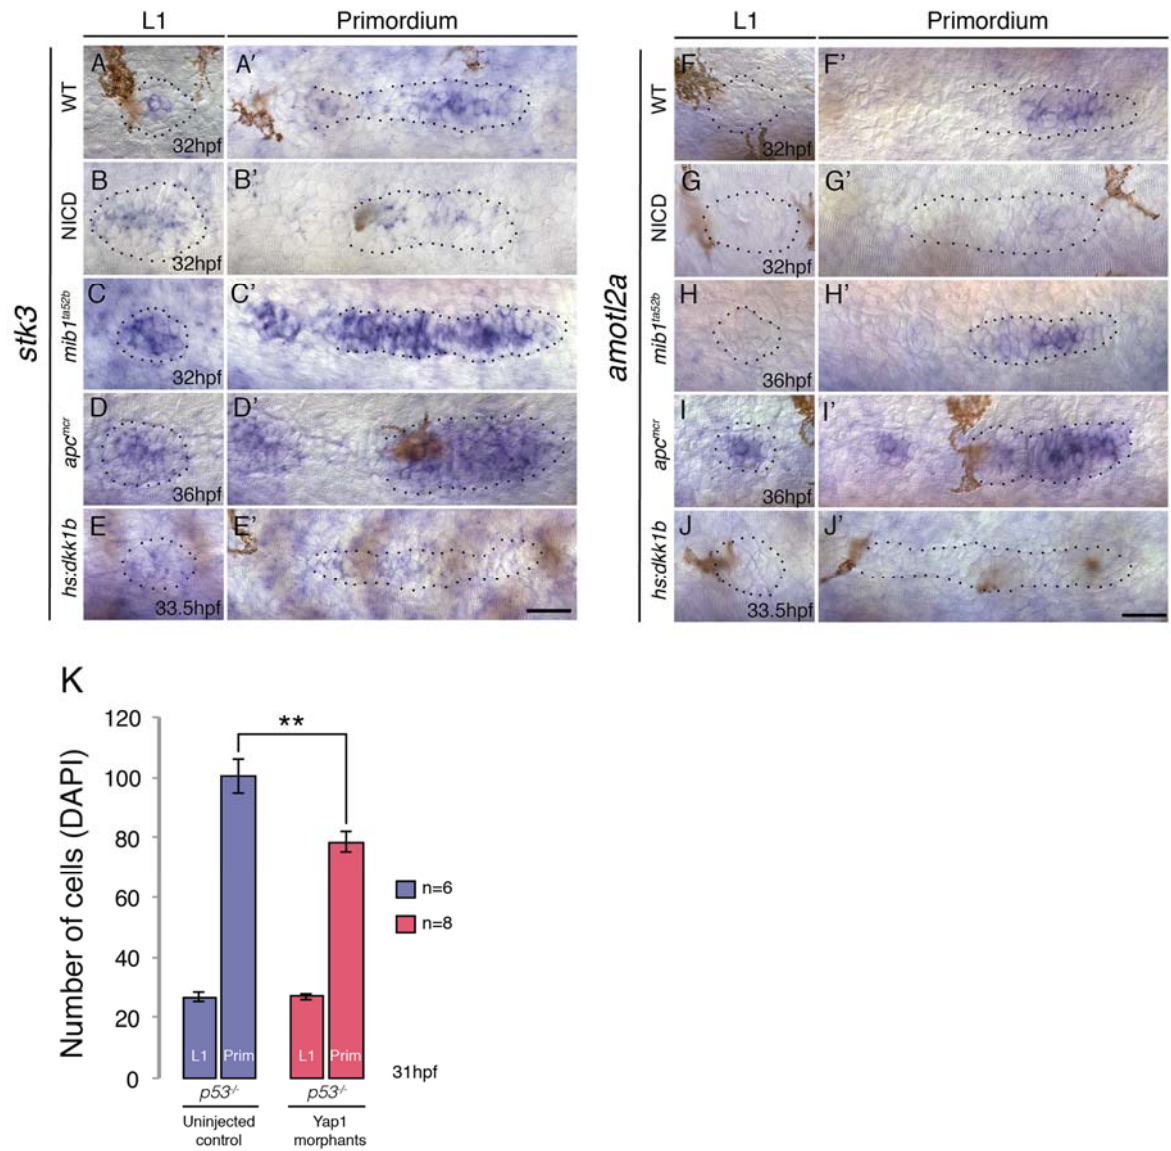 L1 Primordium
stk3
WT
A A′
32hpf
NICD
B B'
32hpf
mib1ta52b
C C'
32hpf
apcmcr
D D'
36hpf
hs:dkk1b
E E'
33.5hpf
L1 Primordium
amotl2a
WT
F F'
32hpf
NICD
G G'
32hpf
mib1ta52b
H H'
36hpf
apcmcr
I I'
36hpf
hs:dkk1b
J J'
33.5hpf
K
Number of cells (DAPI)
120
100
80
60
40
20
0
**
L1 Prim
L1 Prim
n=6
n=8
31hpf
p53-/-
p53-/-
Uninjected
control
Yap1
morphants